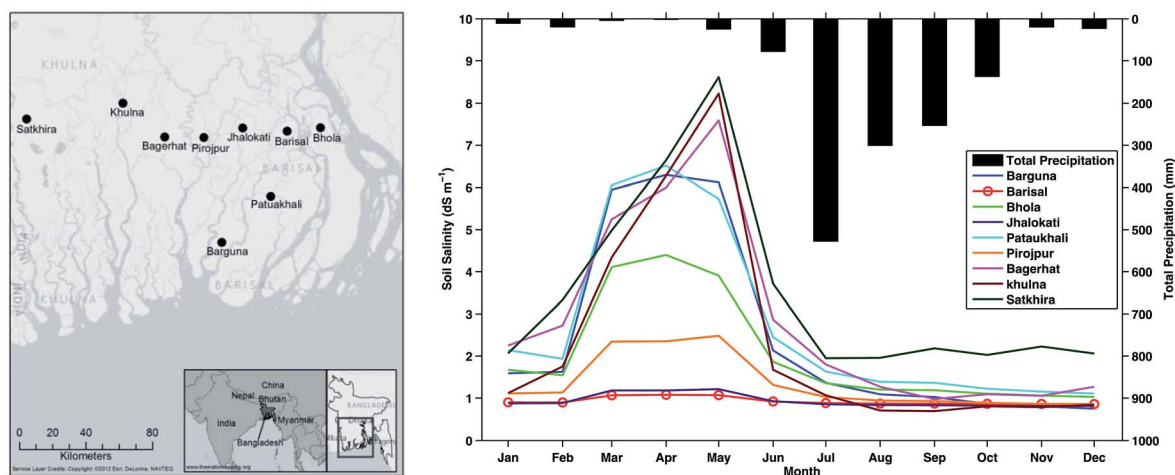 KHULNA
Khulna
Satkhira
Bagerhat
Pirojpur
Jhalokati
Barisal
Bhola
BARISAL
Patuakhali
Barguna
BARISAL
KHULNA
INDIA
0 20 40 80
Kilometers
Service Layer Credits: Copyright:©2012 Esri, DeLorme, NAVTEQ
China
Nepal
Bhutan
India
Myanmar
Bangladesh
www.thematicmapping.org
BANGLADESH
Soil Salinity (dS m⁻¹)
10
9
8
7
6
5
4
3
2
1
0
Jan Feb Mar Apr May Jun Jul Aug Sep Oct Nov Dec
Month
Total Precipitation
Barguna
Barisal
Bhola
Jhalokati
Pataukhali
Pirojpur
Bagerhat
khulna
Satkhira
0
100
200
300
400
500
600
700
800
900
1000
Total Precipitation (mm)